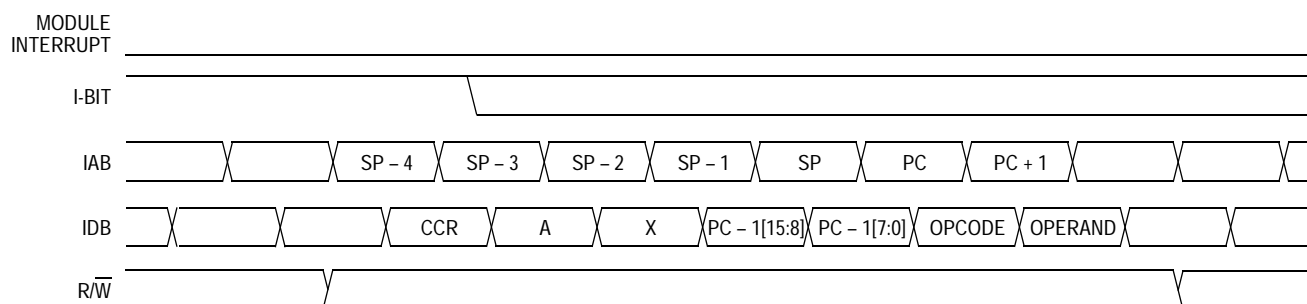 MODULE
INTERRUPT
I-BIT
IAB SP – 4 SP – 3 SP – 2 SP – 1 SP PC PC + 1
IDB CCR A X PC – 1[15:8] PC – 1[7:0] OPCODE OPERAND
R/W̅